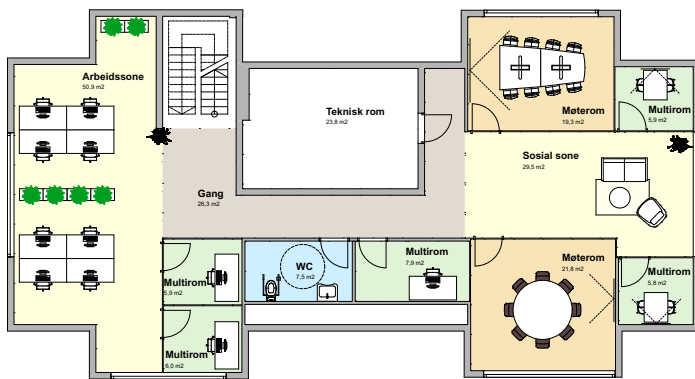 Arbeidssone
50,9 m2
Teknisk rom
23,8 m2
Møterom
19,3 m2
Multirom
5,9 m2
Sosial sone
29,5 m2
Gang
26,3 m2
Multirom
5,9 m2
WC
7,5 m2
Multirom
7,9 m2
Møterom
21,8 m2
Multirom
5,8 m2
Multirom
6,0 m2